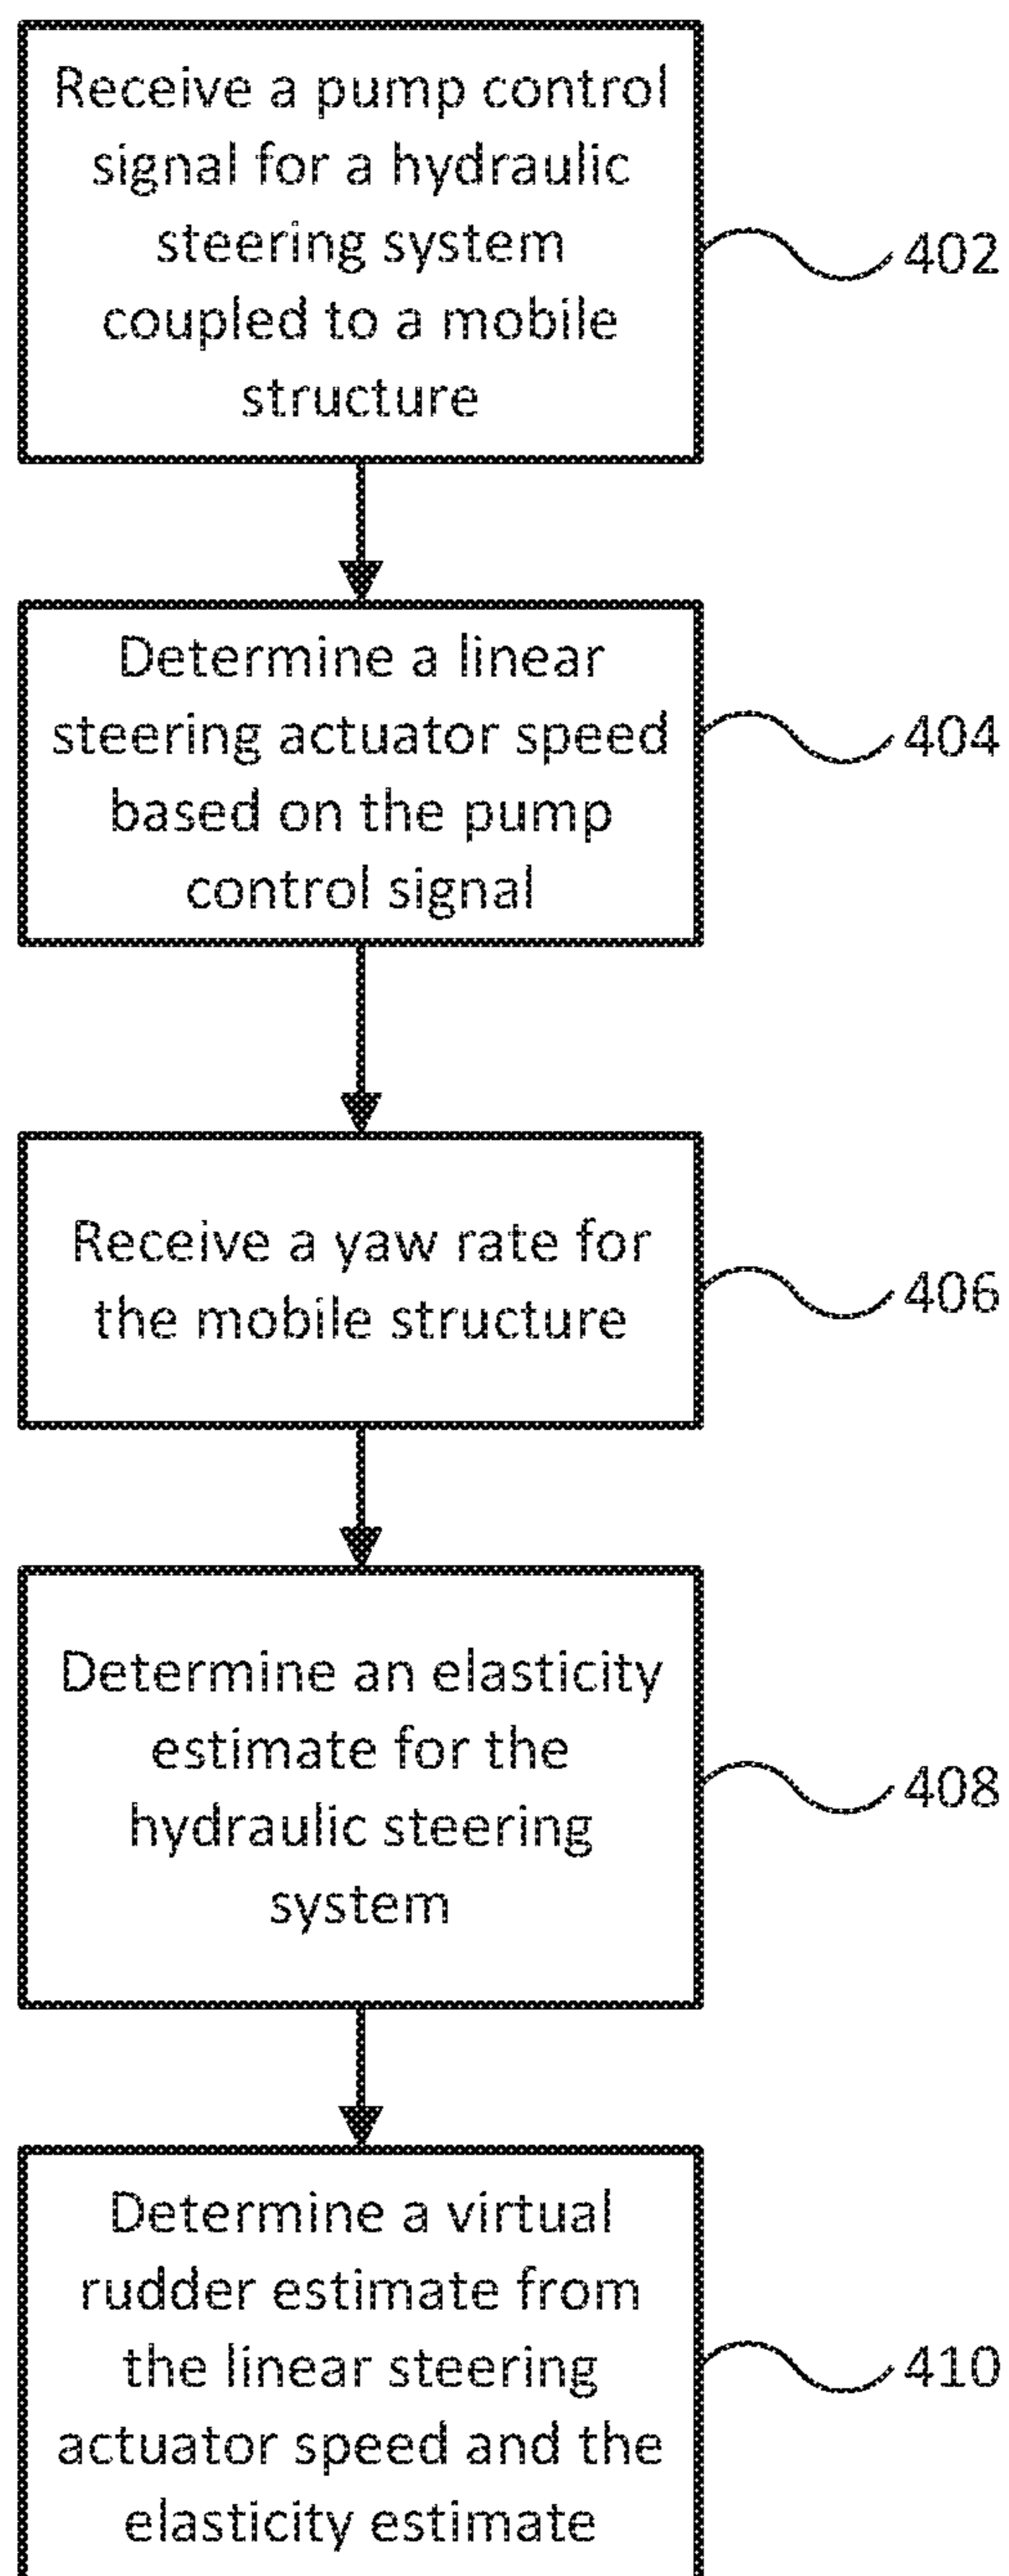 Receive a pump control
signal for a hydraulic
steering system
coupled to a mobile
structure
402
Determine a linear
steering actuator speed
based on the pump
control signal
404
Receive a yaw rate for
the mobile structure
406
Determine an elasticity
estimate for the
hydraulic steering
system
408
Determine a virtual
rudder estimate from
the linear steering
actuator speed and the
elasticity estimate
410